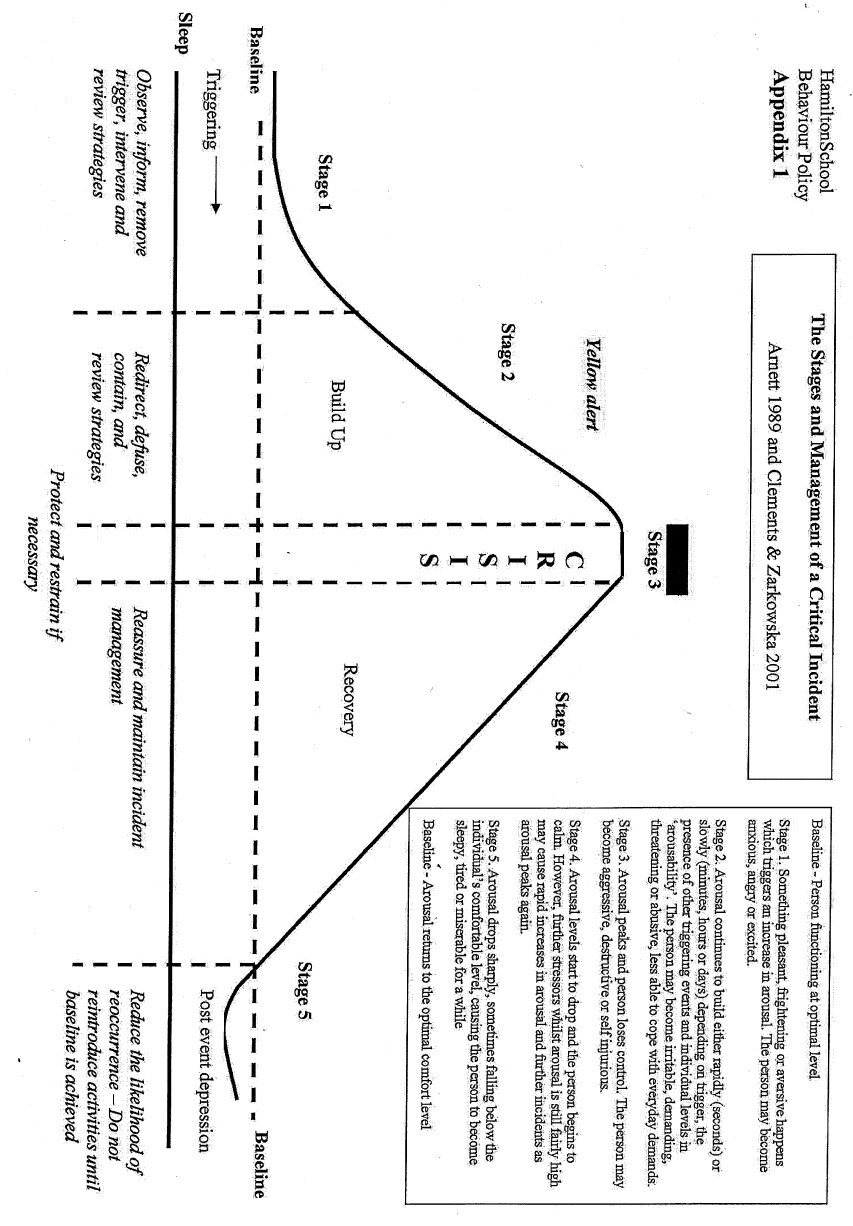 HamiltonSchool
Behaviour Policy
Appendix 1
The Stages and Management of a Critical Incident
Arnett 1989 and Clements & Zarkowska 2001
Baseline - Person functioning at optimal level
Stage 1. Something pleasant, frightening or aversive happens
which triggers an increase in arousal. The person may become
anxious, angry or excited.
Stage 2. Arousal continues to build either rapidly (seconds) or
slowly (minutes, hours or days) depending on trigger, the
presence of other triggering events and individual levels in
‘arousability’. The person may become irritable, demanding,
threatening or abusive, less able to cope with everyday demands.
Stage 3. Arousal peaks and person loses control. The person may
become aggressive, destructive or self injurious.
Stage 4. Arousal levels start to drop and the person begins to
calm. However, further stressors whilst arousal is still fairly high
may cause rapid increases in arousal and further incidents as
arousal peaks again.
Stage 5. Arousal drops sharply, sometimes falling below the
individual's comfortable level, causing the person to become
sleepy, tired or miserable for a while
Baseline - Arousal returns to the optimal comfort level
Stage 3
Yellow alert
Stage 4
Stage 2
CRISIS
Build Up
Recovery
Stage 1
Stage 5
Baseline
Baseline
Triggering
Post event depression
Sleep
Observe, inform, remove
trigger, intervene and
review strategies
Redirect, defuse,
contain, and
review strategies
Reassure and maintain incident
management
Reduce the likelihood of
reoccurrence – Do not
reintroduce activities until
baseline is achieved
Protect and restrain if
necessary